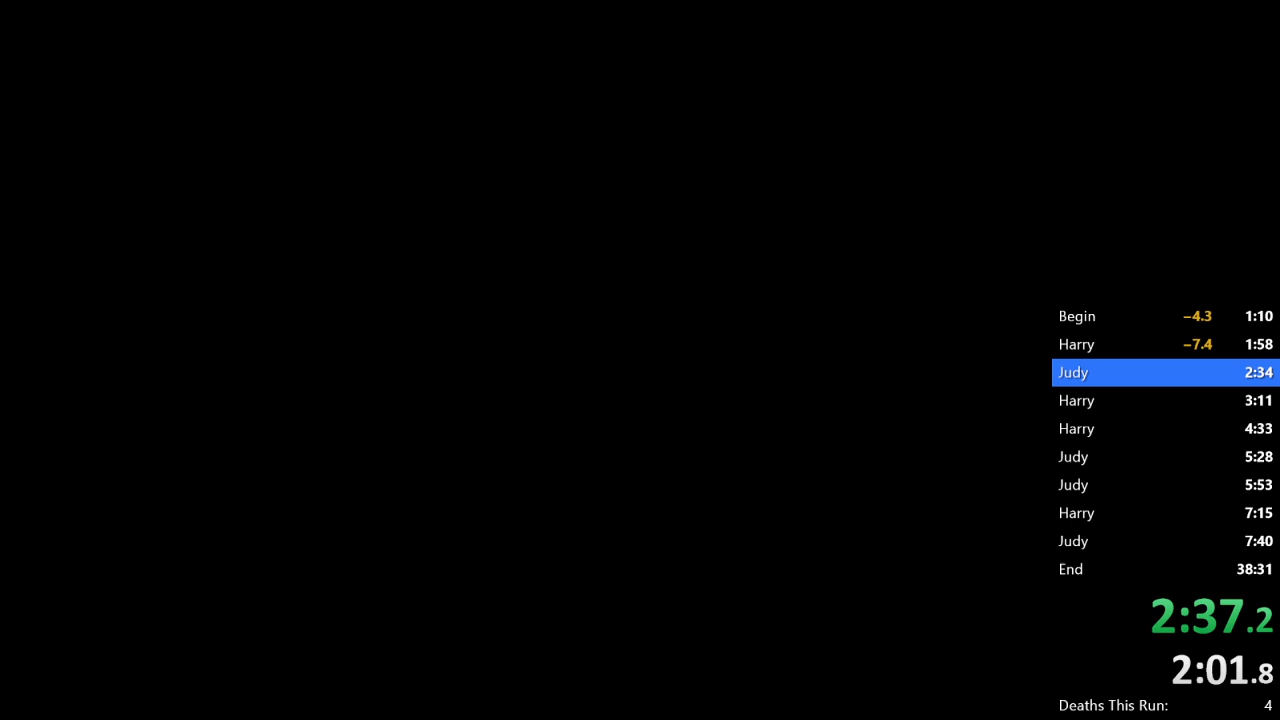 Begin −4.3 1:10
Harry −7.4 1:58
Judy 2:34
Harry 3:11
Harry 4:33
Judy 5:28
Judy 5:53
Harry 7:15
Judy 7:40
End 38:31
2:37.2
2:01.8
Deaths This Run: 4